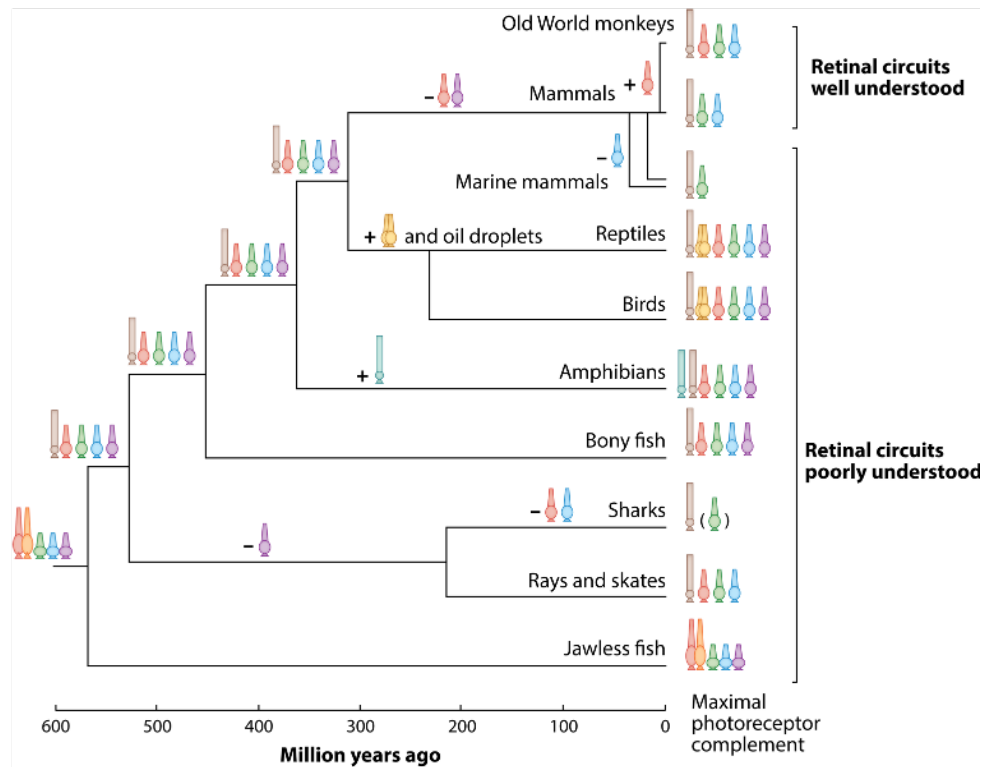 Old World monkeys
Retinal circuits
well understood
+
Mammals
–
–
Marine mammals
+ and oil droplets
Reptiles
Birds
+
Amphibians
Bony fish
Retinal circuits
poorly understood
–
Sharks
( )
–
Rays and skates
Jawless fish
600 500 400 300 200 100 0
Million years ago
Maximal
photoreceptor
complement